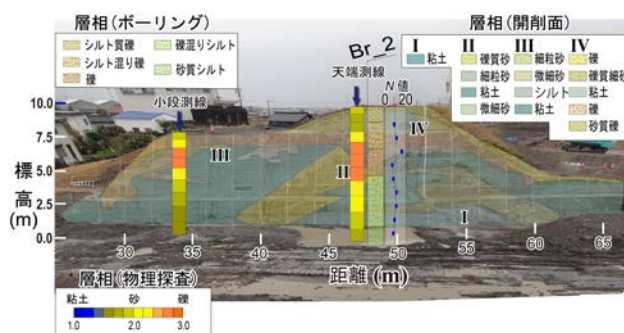 層相(ボーリング)
シルト質礫
シルト混り礫
礫
礫混りシルト
砂質シルト
Br_2
層相(開削面)
I II III IV
粘土
礫質砂
細粒砂
粘土
微細砂
細粒砂
微細砂
シルト
粘土
礫
礫質細砂
粘土
礫
砂質礫
小段測線
天端測線
N 値
0 20
10.0
7.5
5.0
2.5
0.0
標
高
(m)
III
II
IV
I
30 35 40 45 50 55 60 65
距離 (m)
層相(物理探査)
粘土 砂 礫
1.0 2.0 3.0